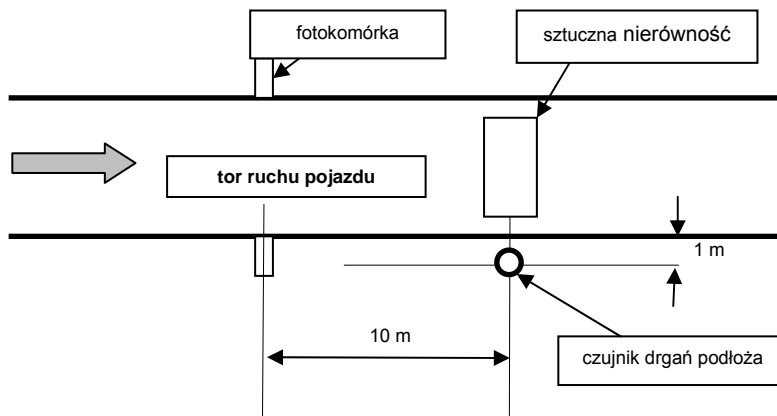 fotokomórka
sztuczna nierówność
tor ruchu pojazdu
1 m
10 m
czujnik drgań podłoża